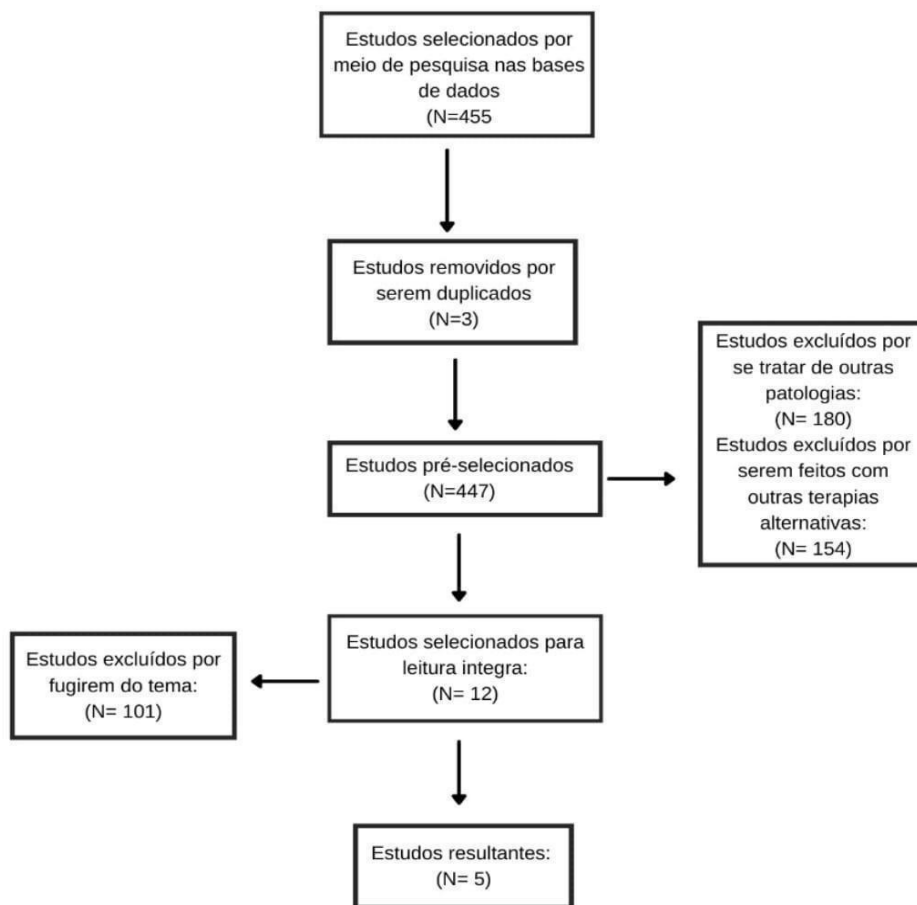 Estudos selecionados por
meio de pesquisa nas bases
de dados
(N=455
Estudos removidos por
serem duplicados
(N=3)
Estudos pré-selecionados
(N=447)
Estudos excluídos por
se tratar de outras
patologias:
(N= 180)
Estudos excluídos por
serem feitos com
outras terapias
alternativas:
(N= 154)
Estudos selecionados para
leitura integra:
(N= 12)
Estudos excluídos por
fugirem do tema:
(N= 101)
Estudos resultantes:
(N= 5)